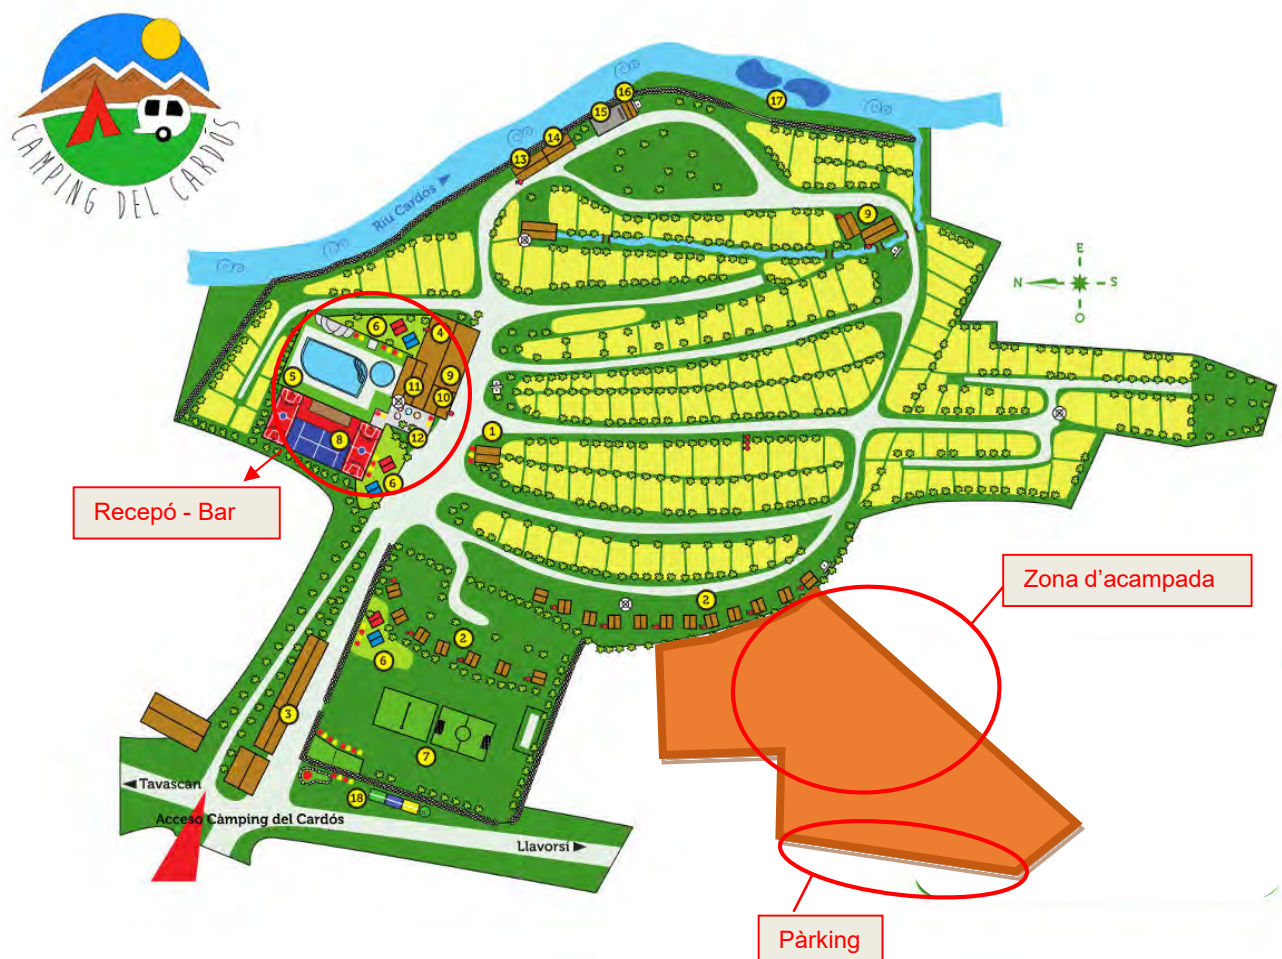 CAMPING DEL CARDÓS
16
17
15
14
13
Riu Cardós
9
E
N
S
O
6
4
5
11
9
10
8
12
1
6
Recepó - Bar
Zona d'acampada
2
2
6
3
7
Tavascan
18
Acceso Càmping del Cardós
Llavorsí
Pàrking